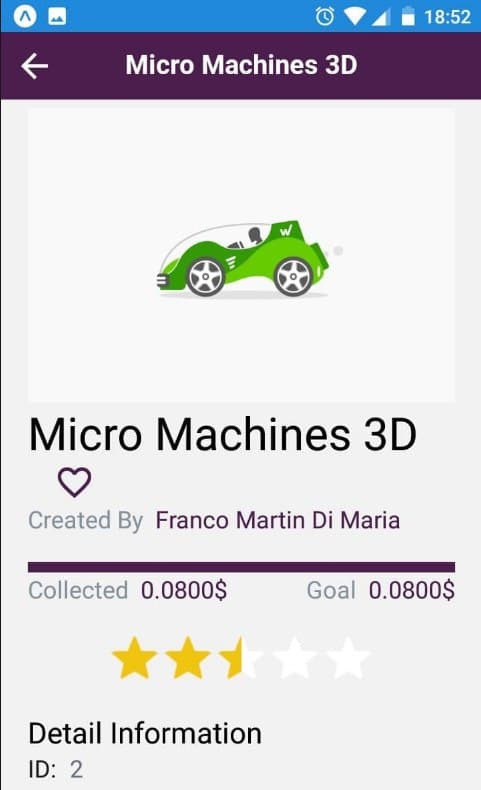 18:52
Micro Machines 3D
W
Micro Machines 3D
Created By Franco Martin Di Maria
Collected 0.0800$ Goal 0.0800$
Detail Information
ID: 2